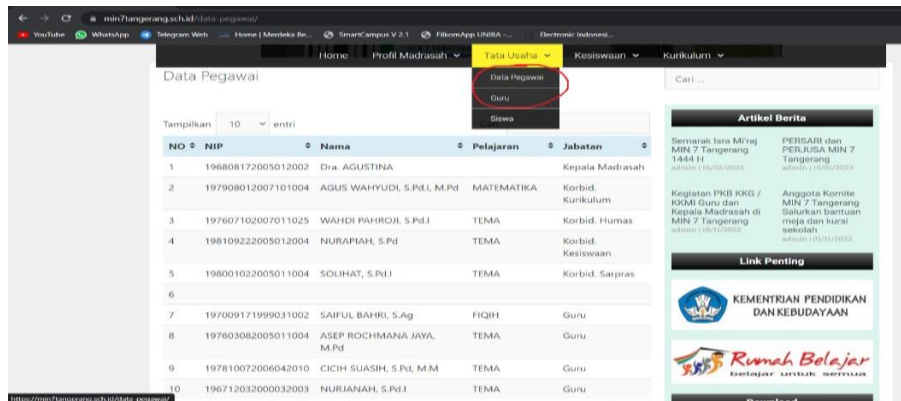 min7tangerang.sch.id/data-pegawai/
YouTube WhatsApp Telegram Web Home | Merdeka Be... SmartCampus V 2.1 FilkomApp UNIBA -... Electronic Indonesi...
Home Profil Madrasah Tata Usaha Kesiswaan Kurikulum
Data Pegawai
Data Pegawai
Guru
Siswa
Cari ...
Tampilkan 10 entri
NO NIP Nama Pelajaran Jabatan
1 196808172005012002 Dra. AGUSTINA Kepala Madrasah
2 197908012007101004 AGUS WAHYUDI, S.Pd.I, M.Pd MATEMATIKA Korbid.
Kurikulum
3 197607102007011025 WAHDI PAHROJI, S.Pd.I TEMA Korbid. Humas
4 198109222005012004 NURAPIAH, S.Pd TEMA Korbid.
Kesiswaan
5 198001022005011004 SOLIHAT, S.Pd.I TEMA Korbid. Sarpras
6
7 197009171999031002 SAIFUL BAHRI, S.Ag FIQIH Guru
8 197603082005011004 ASEP ROCHMANA JAYA,
M.Pd TEMA Guru
9 197810072006042010 CICIH SUASIH, S.Pd, M.M TEMA Guru
10 196712032000032003 NURJANAH, S.Pd.I TEMA Guru
Artikel Berita
Semarak Isra Mi'raj
MIN 7 Tangerang
1444 H
admin |
PERSARI dan
PERJUSA MIN 7
Tangerang
admin |
Kegiatan PKB KKG /
KKMI Guru dan
Kepala Madrasah di
MIN 7 Tangerang
admin |
Anggota Komite
MIN 7 Tangerang
Salurkan bantuan
meja dan kursi
sekolah
admin |
Link Penting
KEMENTRIAN PENDIDIKAN
DAN KEBUDAYAAN
Rumah Belajar
belajar untuk semua
Download
https://min7tangerang.sch.id/data-pegawai/